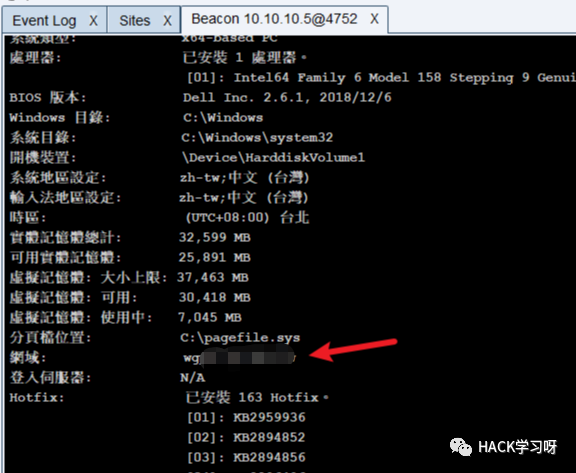 Event Log X Sites X Beacon 10.10.10.5@4752 X
系統類型: x64-based PC
處理器: 已安裝 1 處理器。
[01]: Intel64 Family 6 Model 158 Stepping 9 Genui
BIOS 版本: Dell Inc. 2.6.1, 2018/12/6
Windows 目錄: C:\Windows
系統目錄: C:\Windows\system32
開機裝置: \Device\HarddiskVolume1
系統地區設定: zh-tw;中文 (台灣)
輸入法地區設定: zh-tw;中文 (台灣)
時區: (UTC+08:00) 台北
實體記憶體總計: 32,599 MB
可用實體記憶體: 25,891 MB
虛擬記憶體: 大小上限: 37,463 MB
虛擬記憶體: 可用: 30,418 MB
虛擬記憶體: 使用中: 7,045 MB
分頁檔位置: C:\pagefile.sys
網域:
登入伺服器: N/A
Hotfix: 已安裝 163 Hotfix。
[01]: KB2959936
[02]: KB2894852
[03]: KB2894856
HACK学习呀